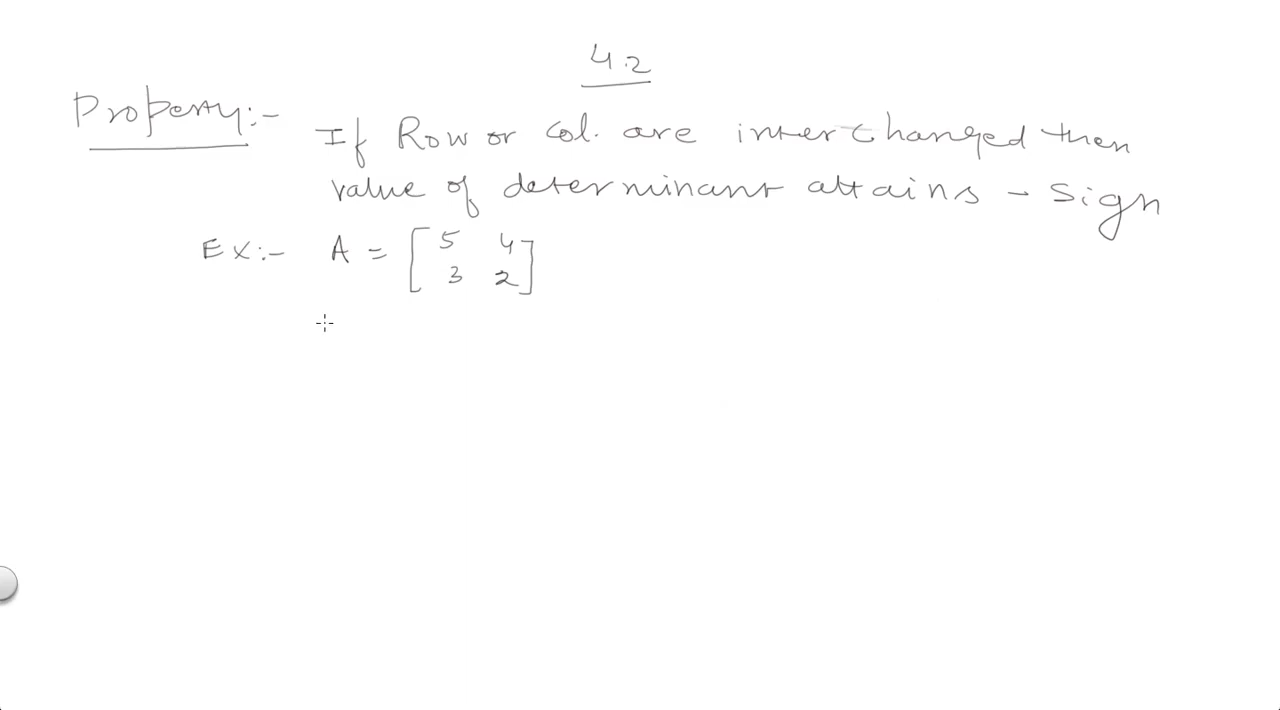 4.2
Property:-
If Row or Col. are interchanged then
value of determinant attains - Sign
Ex:- A = [5 4
3 2]